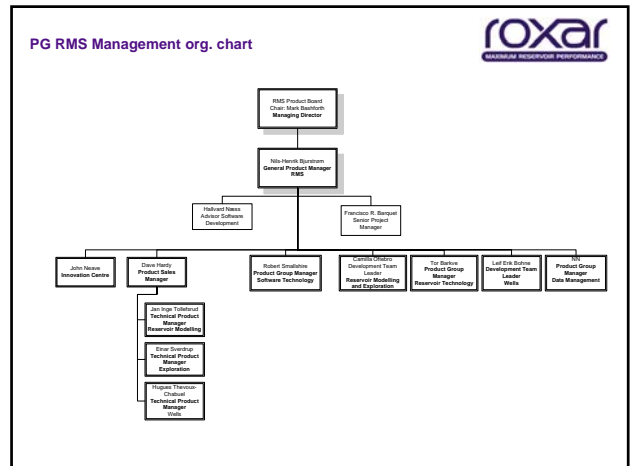 PG RMS Management org. chart
roxar
MAXIMUM RESERVOIR PERFORMANCE
RMS Product Board
Chair: Mark Bashforth
Managing Director
Nils-Henrik Bjurstrøm
General Product Manager
RMS
Hallvard Næss
Advisor Software
Development
Francisco R. Barquet
Senior Project
Manager
John Neave
Innovation Centre
Dave Hardy
Product Sales
Manager
Robert Smallshire
Product Group Manager
Software Technology
Camilla Oftebro
Development Team
Leader
Reservoir Modelling
and Exploration
Tor Barkve
Product Group
Manager
Reservoir Technology
Leif Erik Bohne
Development Team
Leader
Wells
NN
Product Group
Manager
Data Management
Jan Inge Tollefsrud
Technical Product
Manager
Reservoir Modelling
Einar Sverdrup
Technical Product
Manager
Exploration
Hugues Thevoux-
Chabuel
Technical Product
Manager
Wells